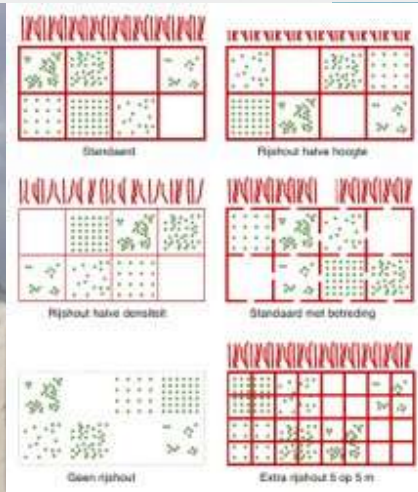 Standaard
Rijshout halve hoogte
Rijshout halve densiteit
Standaard met betreding
Geen rijshout
Extra rijshout 5 op 5 m